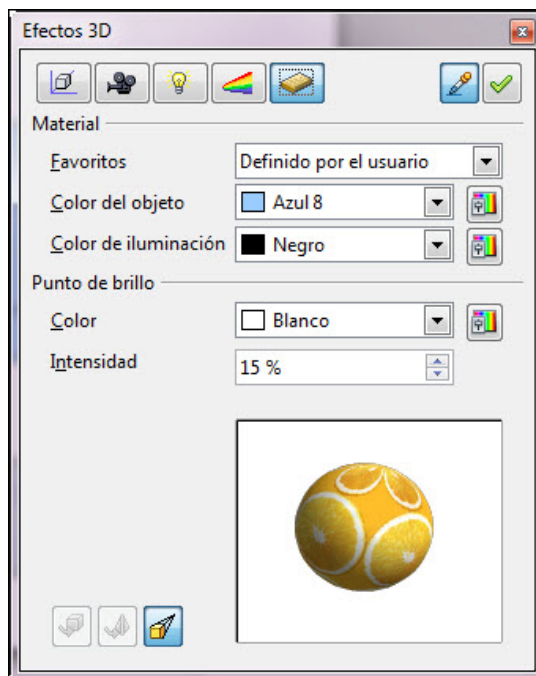 Efectos 3D
Material
Favoritos Definido por el usuario
Color del objeto Azul 8
Color de iluminación Negro
Punto de brillo
Color Blanco
Intensidad 15 %